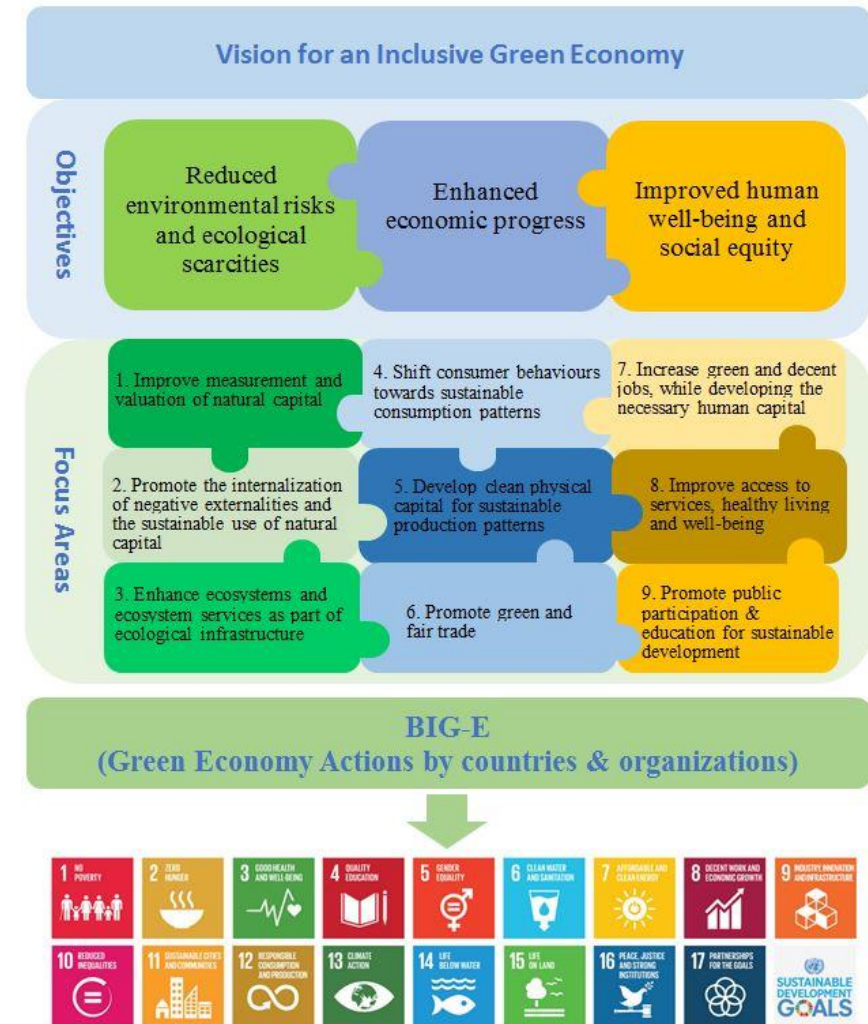 Vision for an Inclusive Green Economy
Objectives
Reduced
environmental risks
and ecological
scarcities
Enhanced
economic progress
Improved human
well-being and
social equity
Focus Areas
1. Improve measurement and
valuation of natural capital
4. Shift consumer behaviours
towards sustainable
consumption patterns
7. Increase green and decent
jobs, while developing the
necessary human capital
2. Promote the internalization
of negative externalities and
the sustainable use of natural
capital
5. Develop clean physical
capital for sustainable
production patterns
8. Improve access to
services, healthy living
and well-being
3. Enhance ecosystems and
ecosystem services as part of
ecological infrastructure
6. Promote green and
fair trade
9. Promote public
participation &
education for sustainable
development
BIG-E
(Green Economy Actions by countries & organizations)
1 NO
POVERTY
2 ZERO
HUNGER
3 GOOD HEALTH
AND WELL-BEING
4 QUALITY
EDUCATION
5 GENDER
EQUALITY
6 CLEAN WATER
AND SANITATION
7 AFFORDABLE AND
CLEAN ENERGY
8 DECENT WORK AND
ECONOMIC GROWTH
9 INDUSTRY, INNOVATION
AND INFRASTRUCTURE
10 REDUCED
INEQUALITIES
11 SUSTAINABLE CITIES
AND COMMUNITIES
12 RESPONSIBLE
CONSUMPTION
AND PRODUCTION
13 CLIMATE
ACTION
14 LIFE
BELOW WATER
15 LIFE
ON LAND
16 PEACE, JUSTICE
AND STRONG
INSTITUTIONS
17 PARTNERSHIPS
FOR THE GOALS
SUSTAINABLE
DEVELOPMENT
GOALS